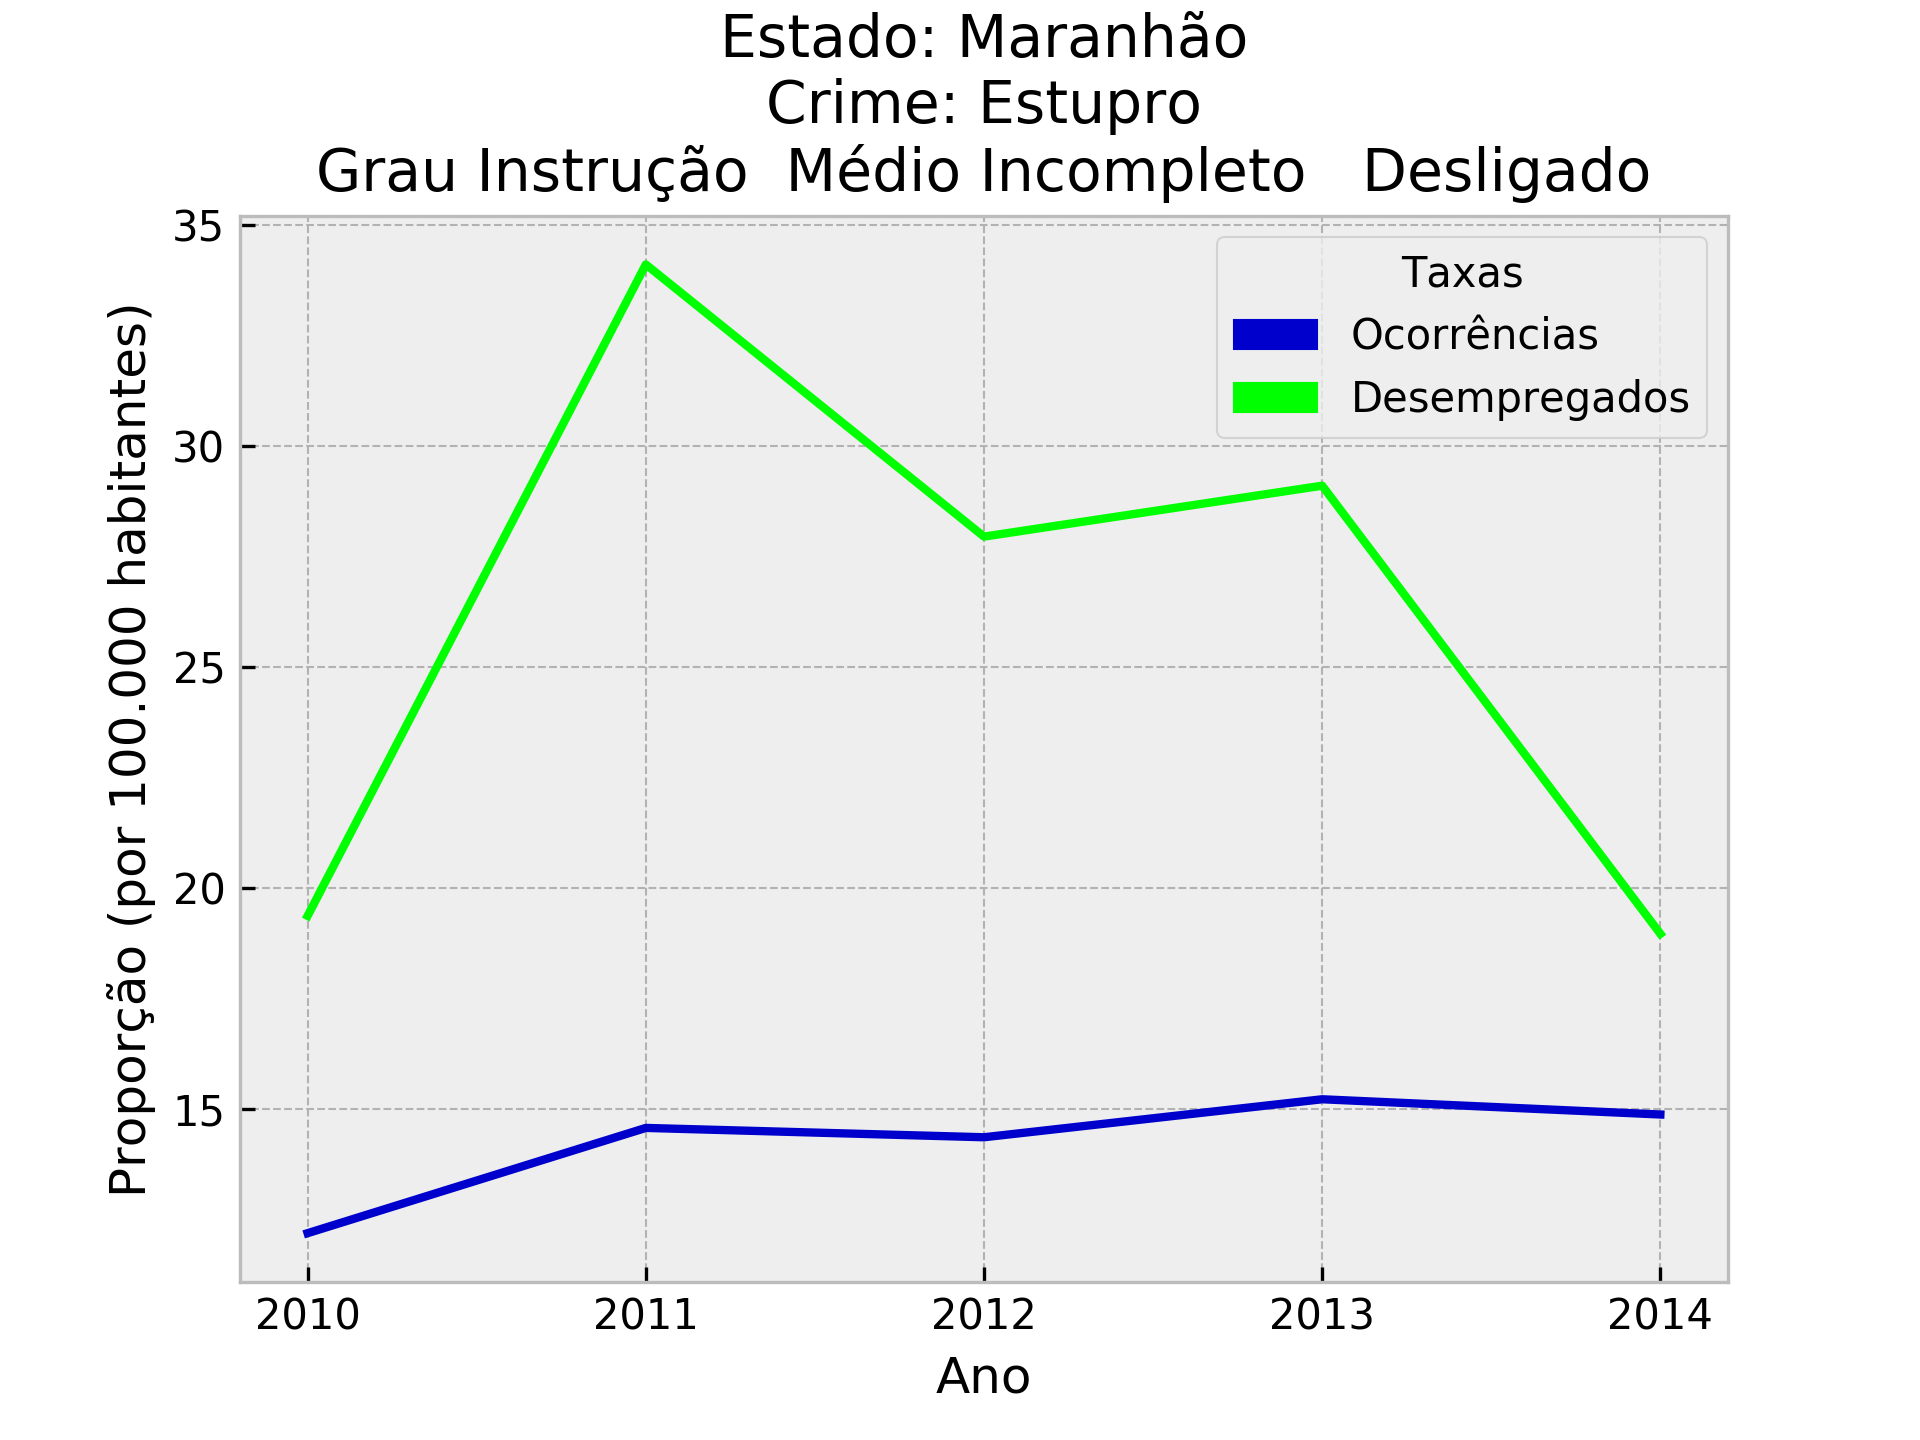 Estado: Maranhão
Crime: Estupro
Grau Instrução  Médio Incompleto   Desligado
Proporção (por 100.000 habitantes)
35
30
25
20
15
Taxas
Ocorrências
Desempregados
2010 2011 2012 2013 2014
Ano